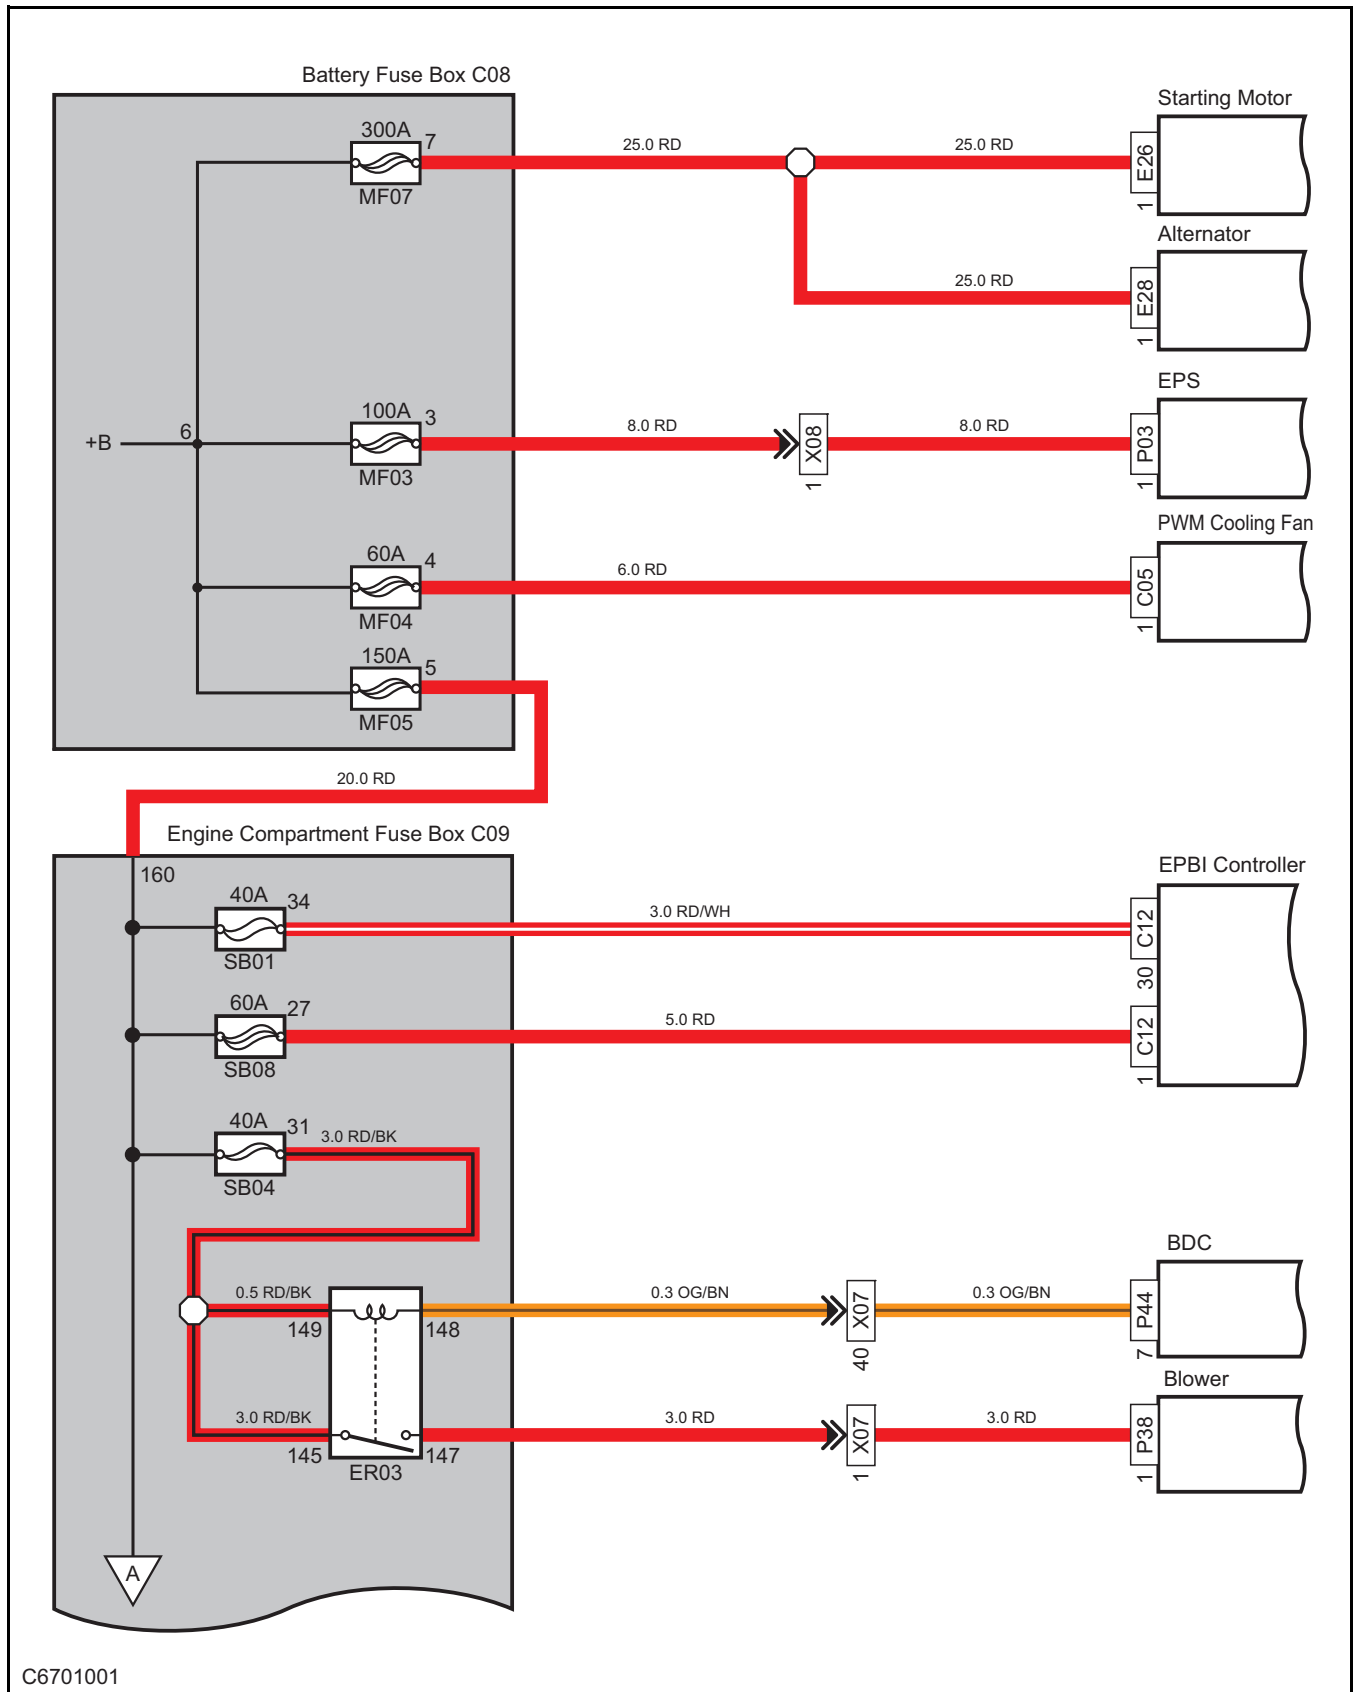 Battery Fuse Box C08
Starting Motor
300A
7
25.0 RD
25.0 RD
E26
1
MF07
Alternator
25.0 RD
E28
1
EPS
100A
3
8.0 RD
8.0 RD
+B
6
X08
1
P03
1
MF03
PWM Cooling Fan
60A
4
6.0 RD
C05
1
MF04
150A
5
MF05
20.0 RD
Engine Compartment Fuse Box C09
160
EPBI Controller
40A
34
3.0 RD/WH
C12
30
SB01
60A
27
5.0 RD
C12
1
SB08
40A
31
3.0 RD/BK
SB04
BDC
0.5 RD/BK
0.3 OG/BN
0.3 OG/BN
149
148
X07
40
P44
7
Blower
3.0 RD/BK
3.0 RD
3.0 RD
145
147
X07
1
P38
1
ER03
A
C6701001